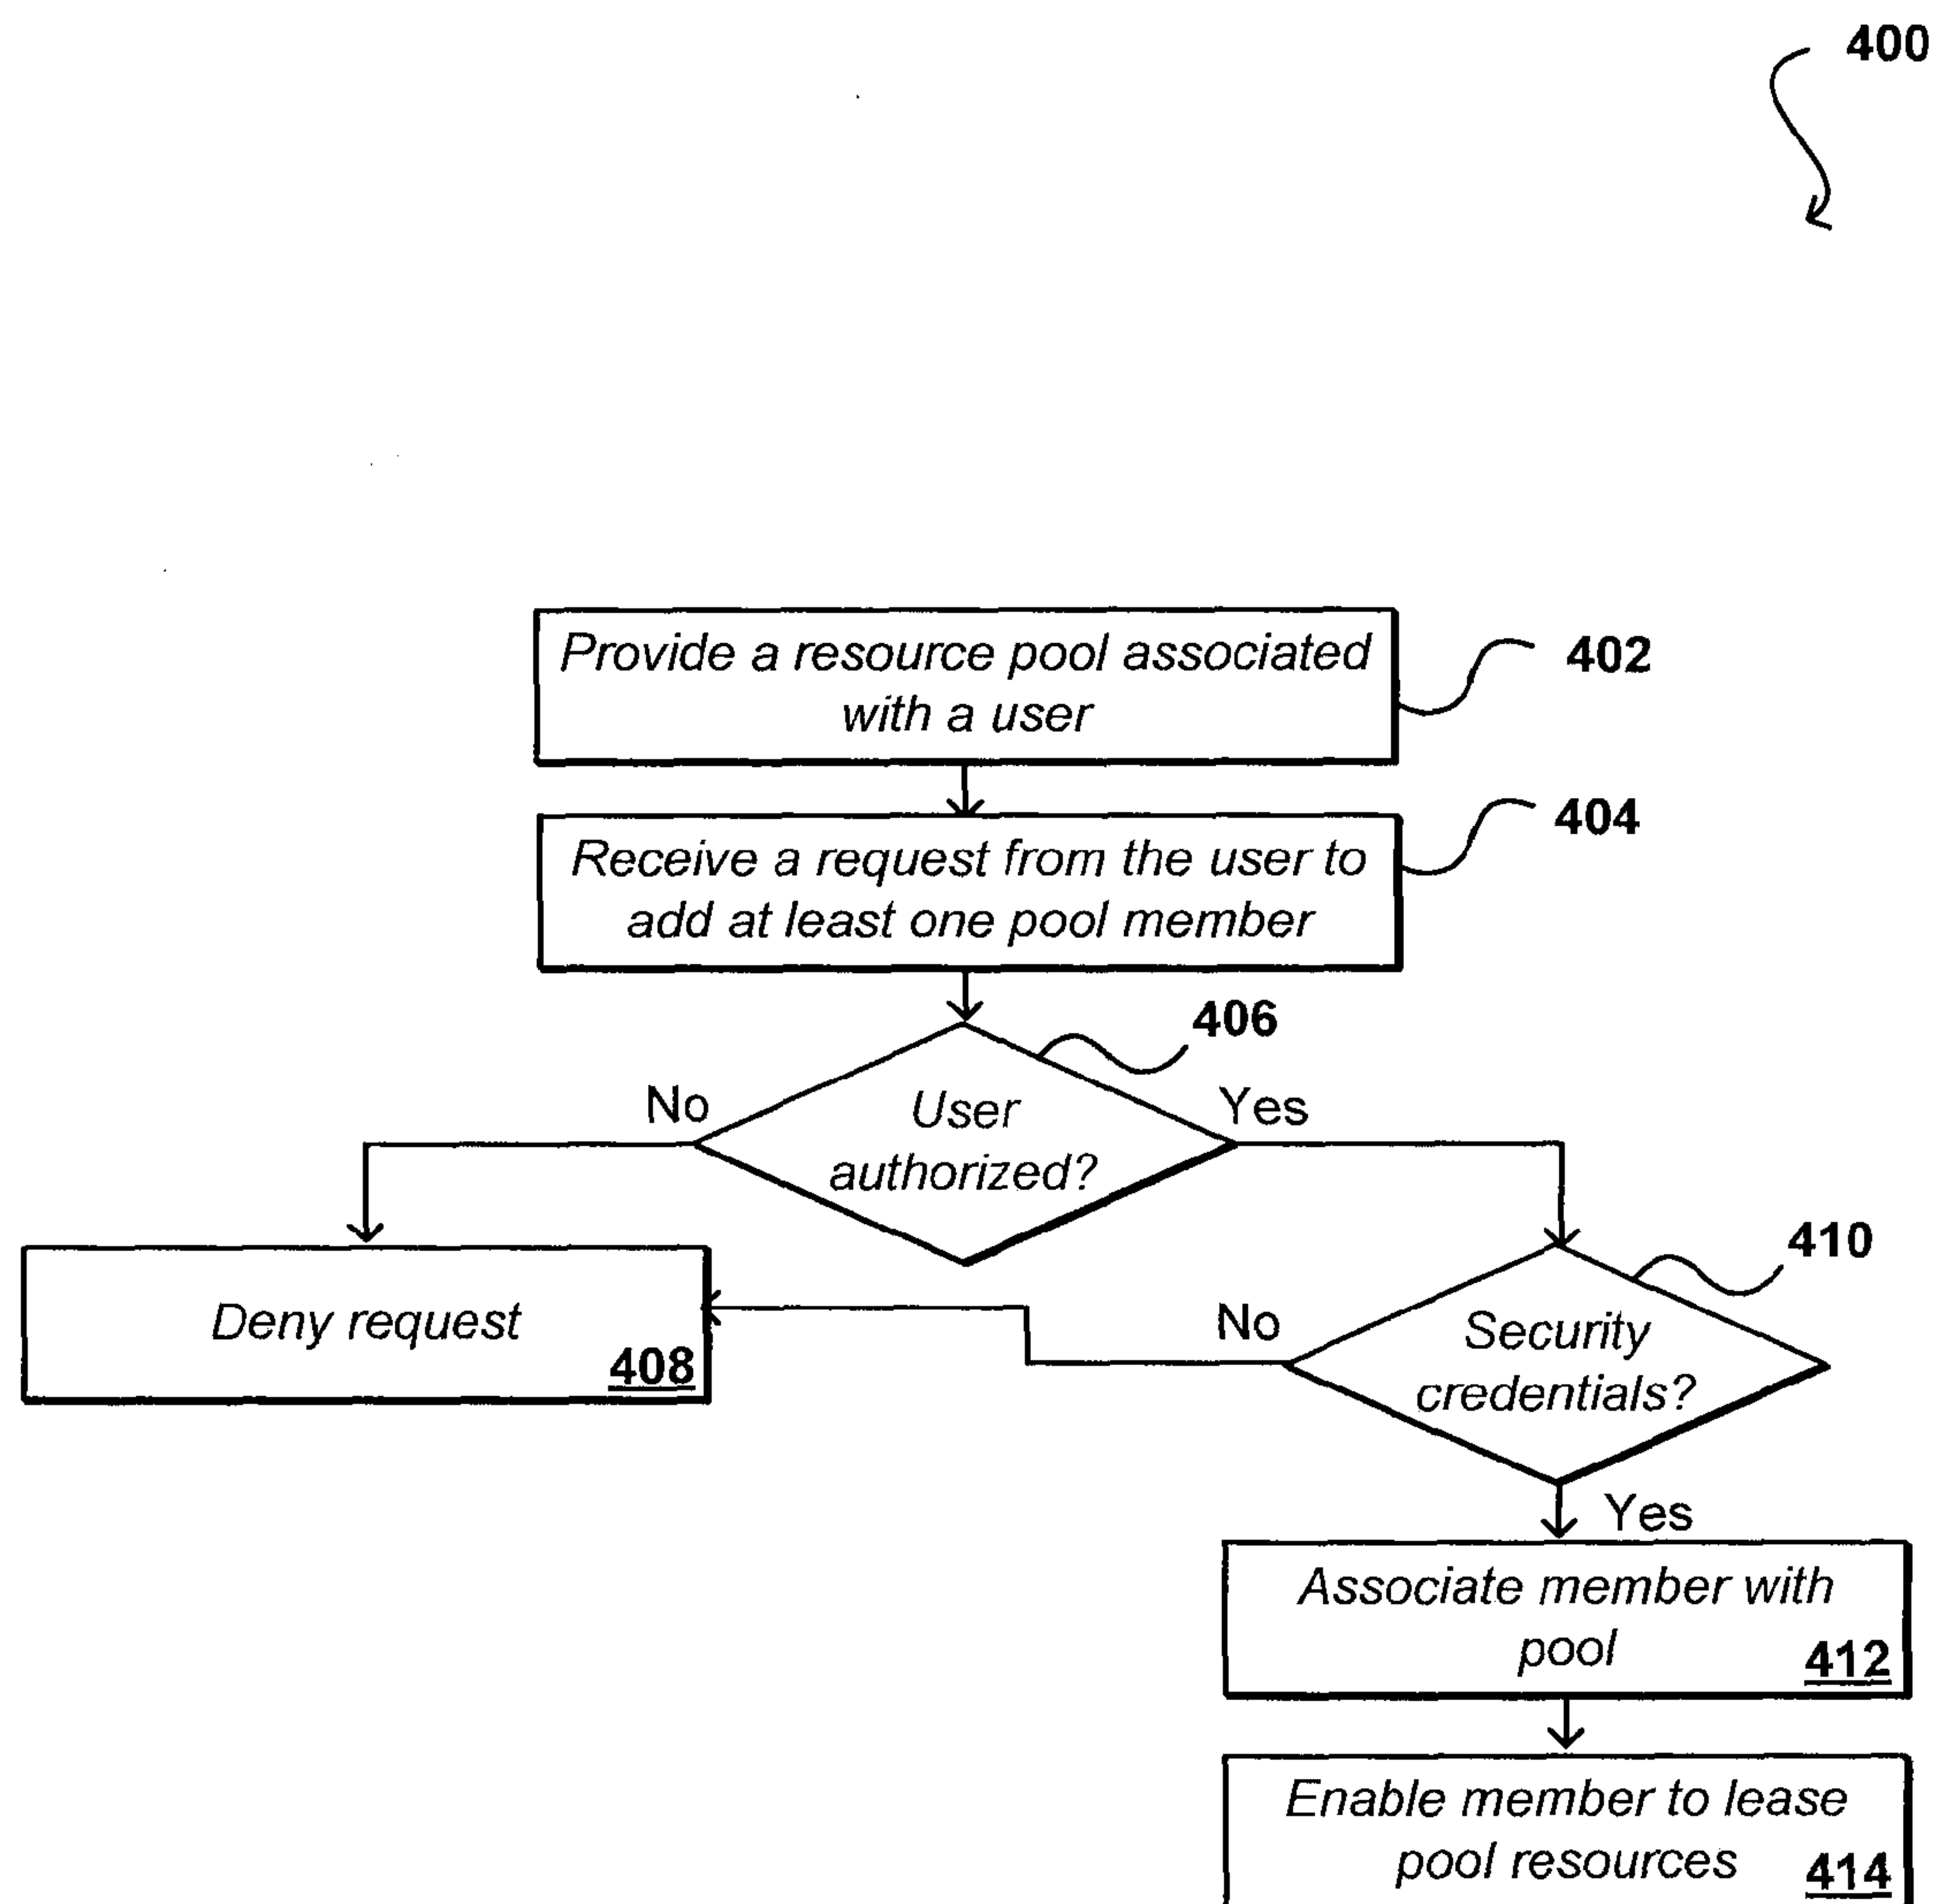 400
Provide a resource pool associated
with a user
402
Receive a request from the user to
add at least one pool member
404
406
No
User
authorized?
Yes
Deny request
408
410
No
Security
credentials?
Yes
Associate member with
pool
412
Enable member to lease
pool resources
414